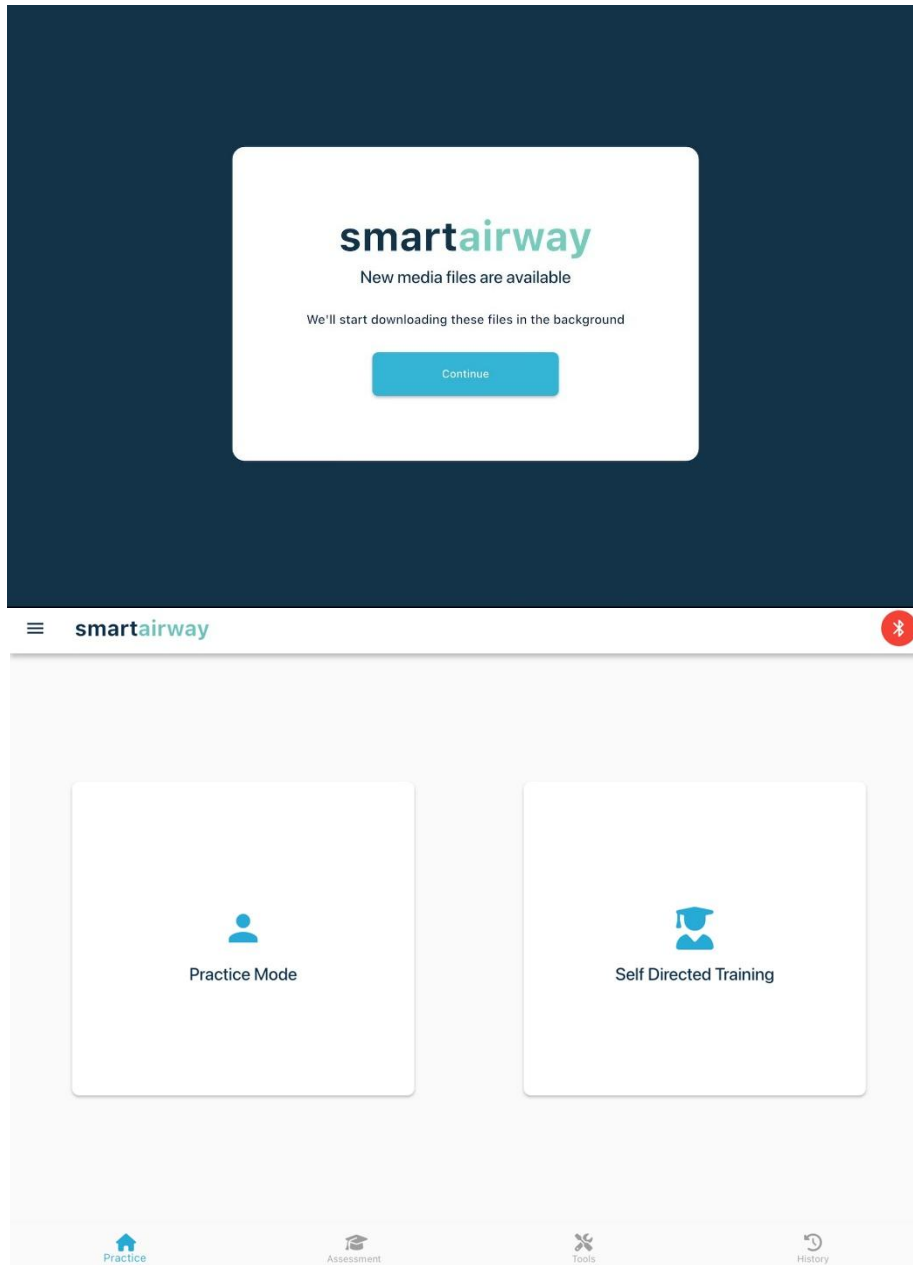 smartairway
New media files are available
We'll start downloading these files in the background
Continue
smartairway
Practice Mode
Self Directed Training
Practice
Assessment
Tools
History